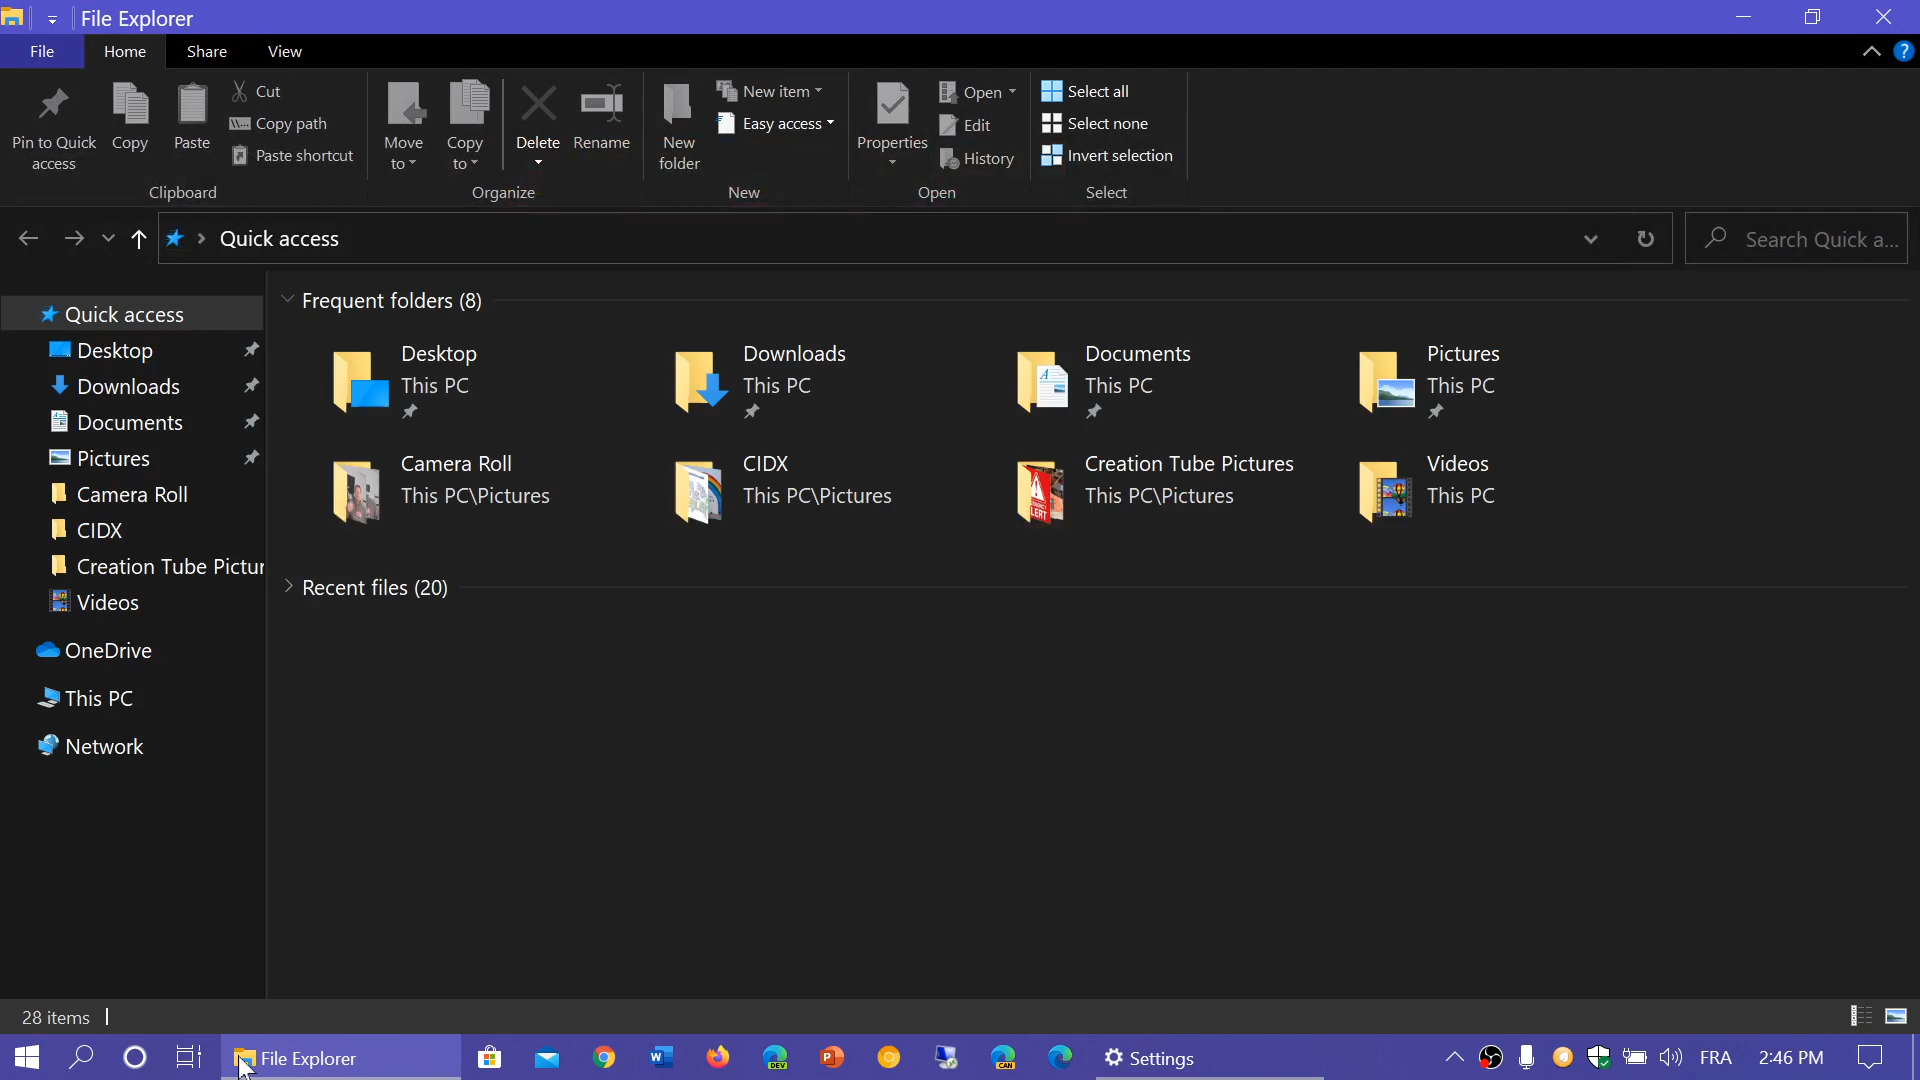 File Explorer
File Home Share View
?
Pin to Quick access
Copy
Paste
Cut
Copy path
Paste shortcut
Clipboard
Move to
Copy to
Delete
Rename
Organize
New folder
New item
Easy access
New
Properties
Open
Edit
History
Open
Select all
Select none
Invert selection
Select
Quick access
Search Quick a...
Quick access
Desktop
Downloads
Documents
Pictures
Camera Roll
CIDX
Creation Tube Pictur
Videos
OneDrive
This PC
Network
Frequent folders (8)
Desktop
This PC
Downloads
This PC
Documents
This PC
Pictures
This PC
Camera Roll
This PC\Pictures
CIDX
This PC\Pictures
Creation Tube Pictures
This PC\Pictures
Videos
This PC
Recent files (20)
28 items
File Explorer
DEV
CAN
Settings
FRA
2:46 PM